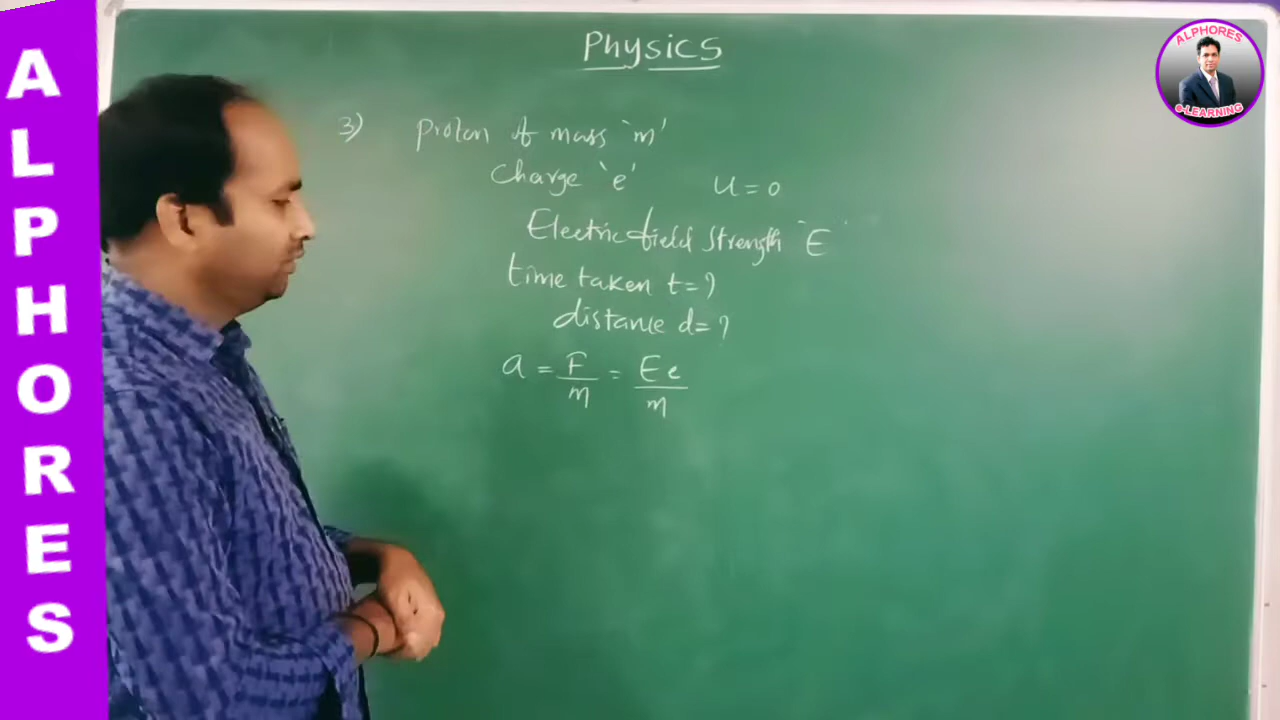 ALPHORES
Physics
ALPHORES
e-LEARNING
3) proton of mass `m'
charge `e' u = 0
Electric field strength `E'
time taken t = ?
distance d = ?
a = F/m = Ee/m